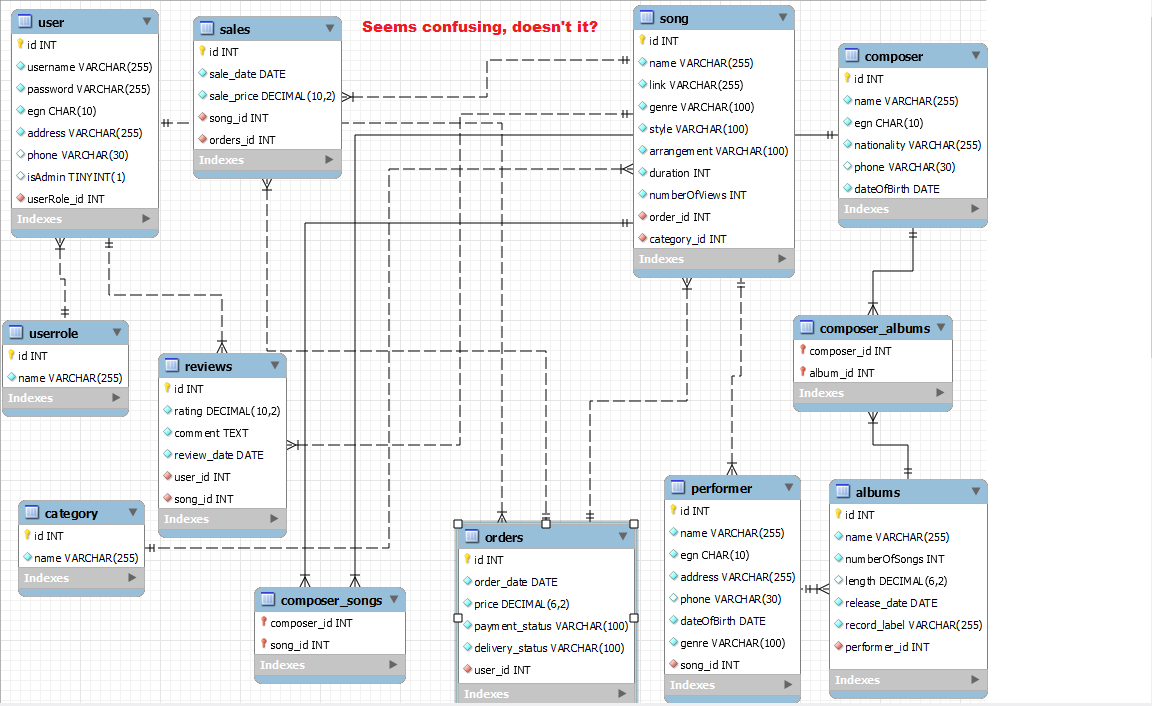 Seems confusing, doesn't it?
user
id INT
username VARCHAR(255)
password VARCHAR(255)
egn CHAR(10)
address VARCHAR(255)
phone VARCHAR(30)
isAdmin TINYINT(1)
userRole_id INT
Indexes
sales
id INT
sale_date DATE
sale_price DECIMAL(10,2)
song_id INT
orders_id INT
Indexes
song
id INT
name VARCHAR(255)
link VARCHAR(255)
genre VARCHAR(100)
style VARCHAR(100)
arrangement VARCHAR(100)
duration INT
numberOfViews INT
order_id INT
category_id INT
Indexes
composer
id INT
name VARCHAR(255)
egn CHAR(10)
nationality VARCHAR(255)
phone VARCHAR(30)
dateOfBirth DATE
Indexes
userrole
id INT
name VARCHAR(255)
Indexes
reviews
id INT
rating DECIMAL(10,2)
comment TEXT
review_date DATE
user_id INT
song_id INT
Indexes
composer_albums
composer_id INT
album_id INT
Indexes
category
id INT
name VARCHAR(255)
Indexes
composer_songs
composer_id INT
song_id INT
Indexes
orders
id INT
order_date DATE
price DECIMAL(6,2)
payment_status VARCHAR(100)
delivery_status VARCHAR(100)
user_id INT
Indexes
performer
id INT
name VARCHAR(255)
egn CHAR(10)
address VARCHAR(255)
phone VARCHAR(30)
dateOfBirth DATE
genre VARCHAR(100)
song_id INT
Indexes
albums
id INT
name VARCHAR(255)
numberOfSongs INT
length DECIMAL(6,2)
release_date DATE
record_label VARCHAR(255)
performer_id INT
Indexes